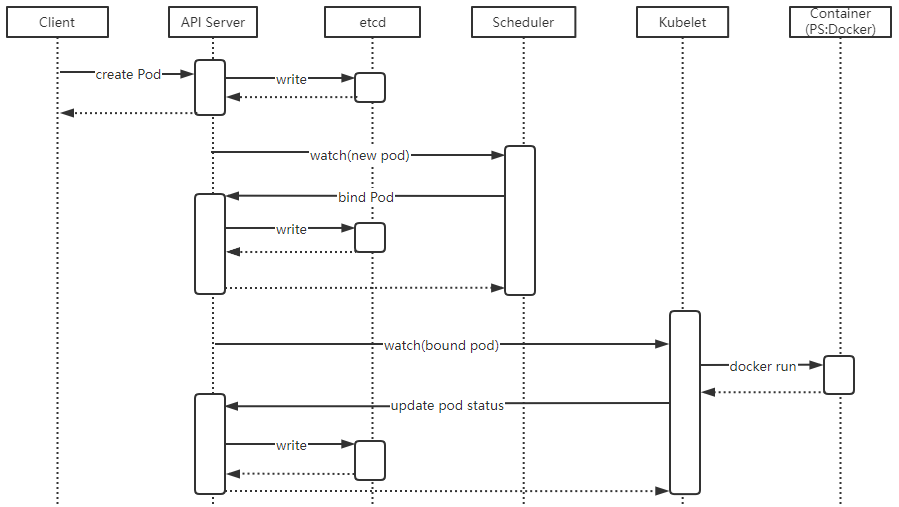 Client
API Server
etcd
Scheduler
Kubelet
Container
(PS:Docker)
create Pod
write
watch(new pod)
bind Pod
write
watch(bound pod)
docker run
update pod status
write